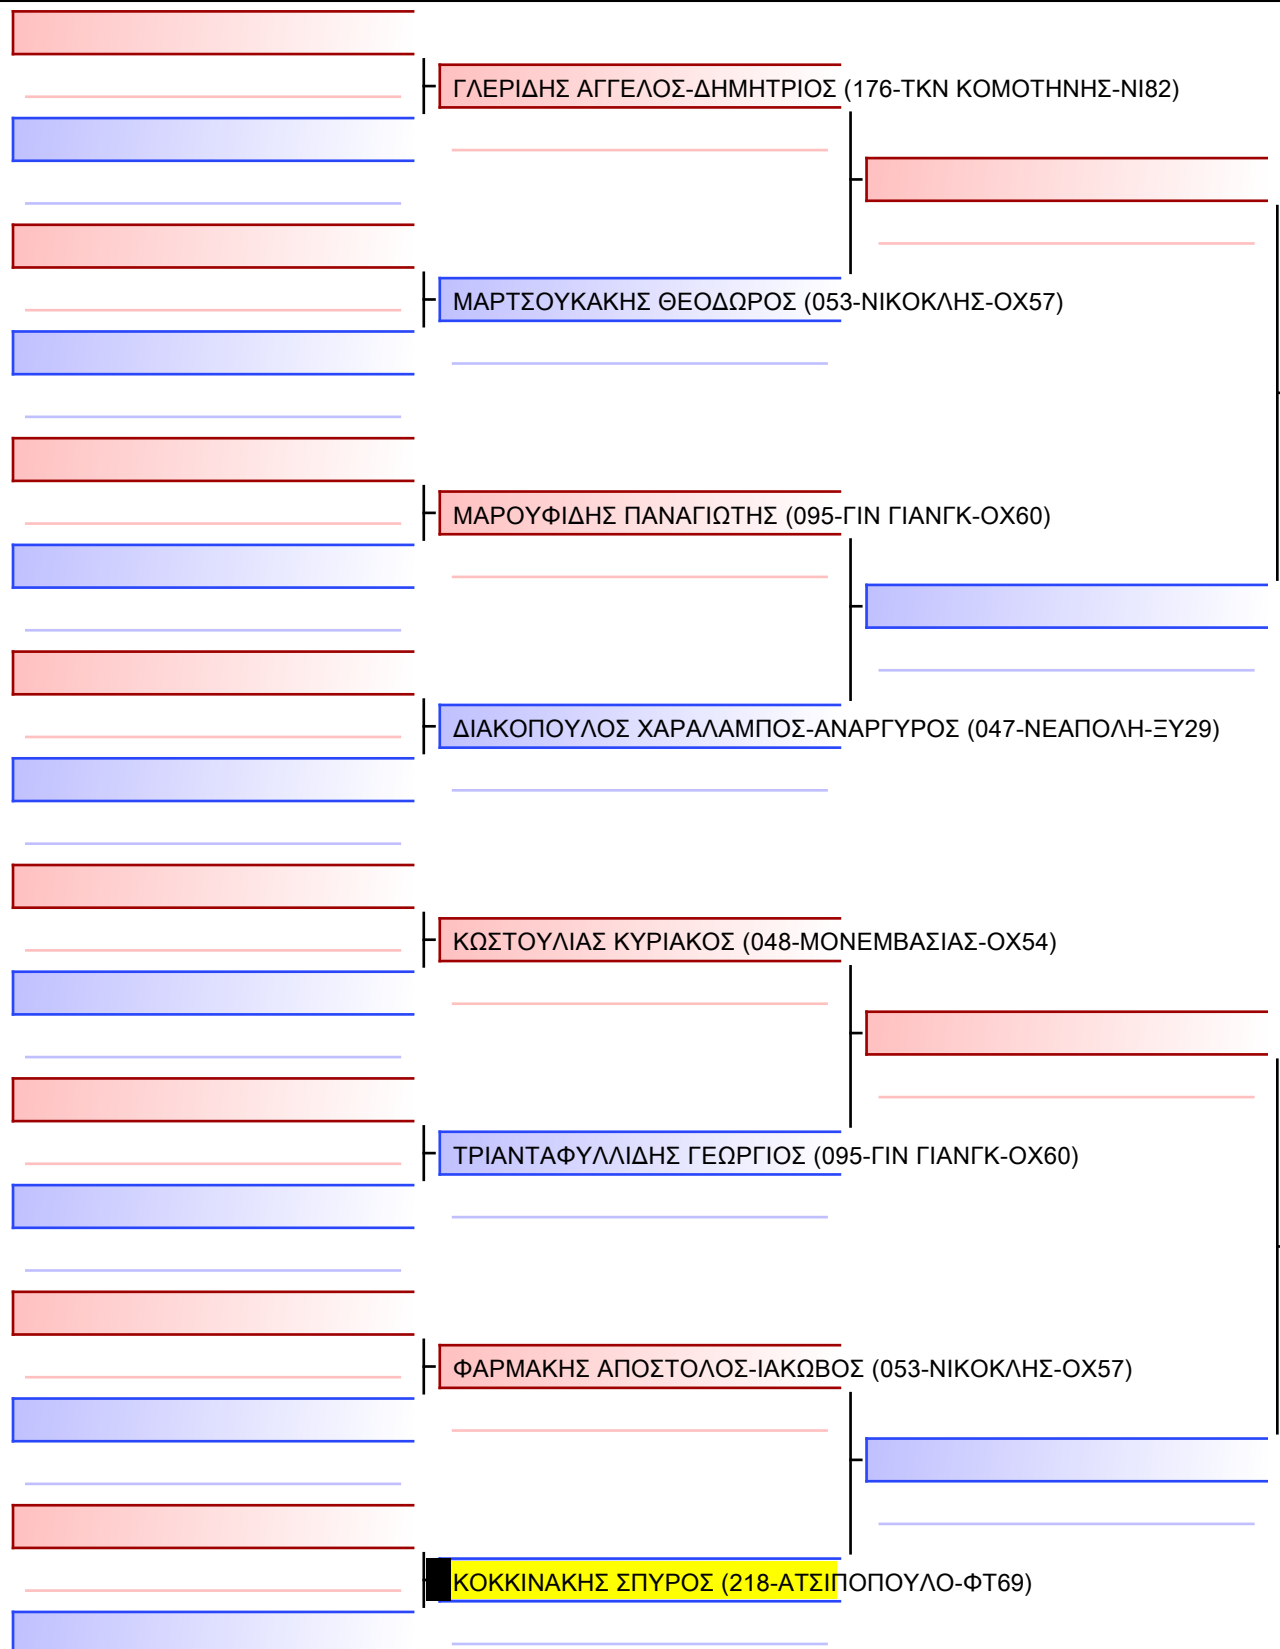 ΓΛΕΡΙΔΗΣ ΑΓΓΕΛΟΣ-ΔΗΜΗΤΡΙΟΣ (176-ΤΚΝ ΚΟΜΟΤΗΝΗΣ-ΝΙ82)
ΜΑΡΤΣΟΥΚΑΚΗΣ ΘΕΟΔΩΡΟΣ (053-ΝΙΚΟΚΛΗΣ-ΟΧ57)
ΜΑΡΟΥΦΙΔΗΣ ΠΑΝΑΓΙΩΤΗΣ (095-ΓΙΝ ΓΙΑΝΓΚ-ΟΧ60)
ΔΙΑΚΟΠΟΥΛΟΣ ΧΑΡΑΛΑΜΠΟΣ-ΑΝΑΡΓΥΡΟΣ (047-ΝΕΑΠΟΛΗ-ΞΥ29)
ΚΩΣΤΟΥΛΙΑΣ ΚΥΡΙΑΚΟΣ (048-ΜΟΝΕΜΒΑΣΙΑΣ-ΟΧ54)
ΤΡΙΑΝΤΑΦΥΛΛΙΔΗΣ ΓΕΩΡΓΙΟΣ (095-ΓΙΝ ΓΙΑΝΓΚ-ΟΧ60)
ΦΑΡΜΑΚΗΣ ΑΠΟΣΤΟΛΟΣ-ΙΑΚΩΒΟΣ (053-ΝΙΚΟΚΛΗΣ-ΟΧ57)
ΚΟΚΚΙΝΑΚΗΣ ΣΠΥΡΟΣ (218-ΑΤΣΙΠΟΠΟΥΛΟ-ΦΤ69)